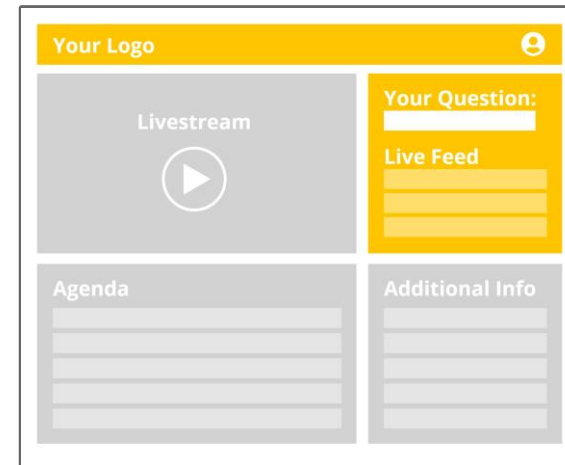 Your Logo
Livestream
Your Question:
Live Feed
Agenda
Additional Info